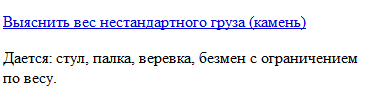 Выяснить вес нестандартного груза (камень)
Дается: стул, палка, веревка, безмен с ограничением
по весу.